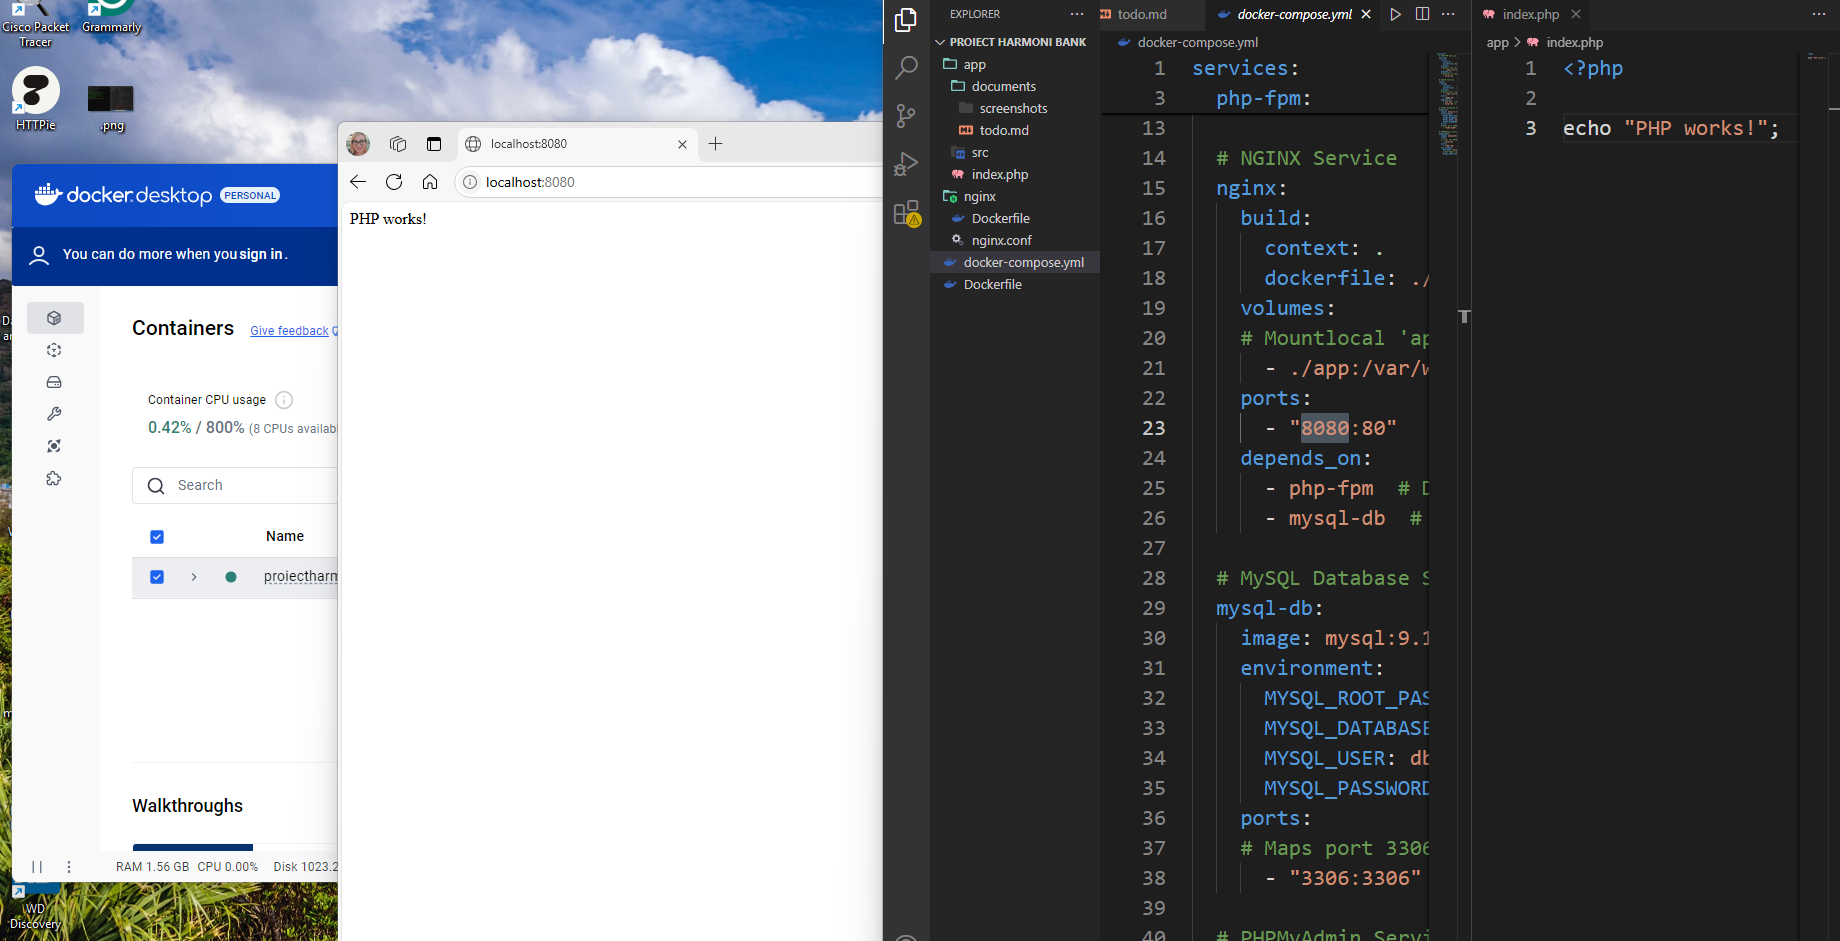 Cisco Packet
Tracer
Grammarly
HTTPie
.png
docker.desktop PERSONAL
You can do more when you sign in.
Containers Give feedback
Container CPU usage
0.42% / 800% (8 CPUs availab
Search
Name
proiectharm
Walkthroughs
RAM 1.56 GB CPU 0.00% Disk 1023.2
WD
Discovery
localhost:8080
localhost:8080
PHP works!
EXPLORER
PROIECT HARMONI BANK
app
documents
screenshots
todo.md
src
index.php
nginx
Dockerfile
nginx.conf
docker-compose.yml
Dockerfile
todo.md
docker-compose.yml
docker-compose.yml
1 services:
3 php-fpm:
13
14 # NGINX Service
15 nginx:
16 build:
17 context: .
18 dockerfile: ./
19 volumes:
20 # Mountlocal 'ap
21 - ./app:/var/w
22 ports:
23 - "8080:80"
24 depends_on:
25 - php-fpm # D
26 - mysql-db #
27
28 # MySQL Database S
29 mysql-db:
30 image: mysql:9.1
31 environment:
32 MYSQL_ROOT_PAS
33 MYSQL_DATABASE
34 MYSQL_USER: db
35 MYSQL_PASSWORD
36 ports:
37 # Maps port 3306
38 - "3306:3306"
39
40 # PHPMyAdmin Servi
index.php
app > index.php
1 <?php
2
3 echo "PHP works!";